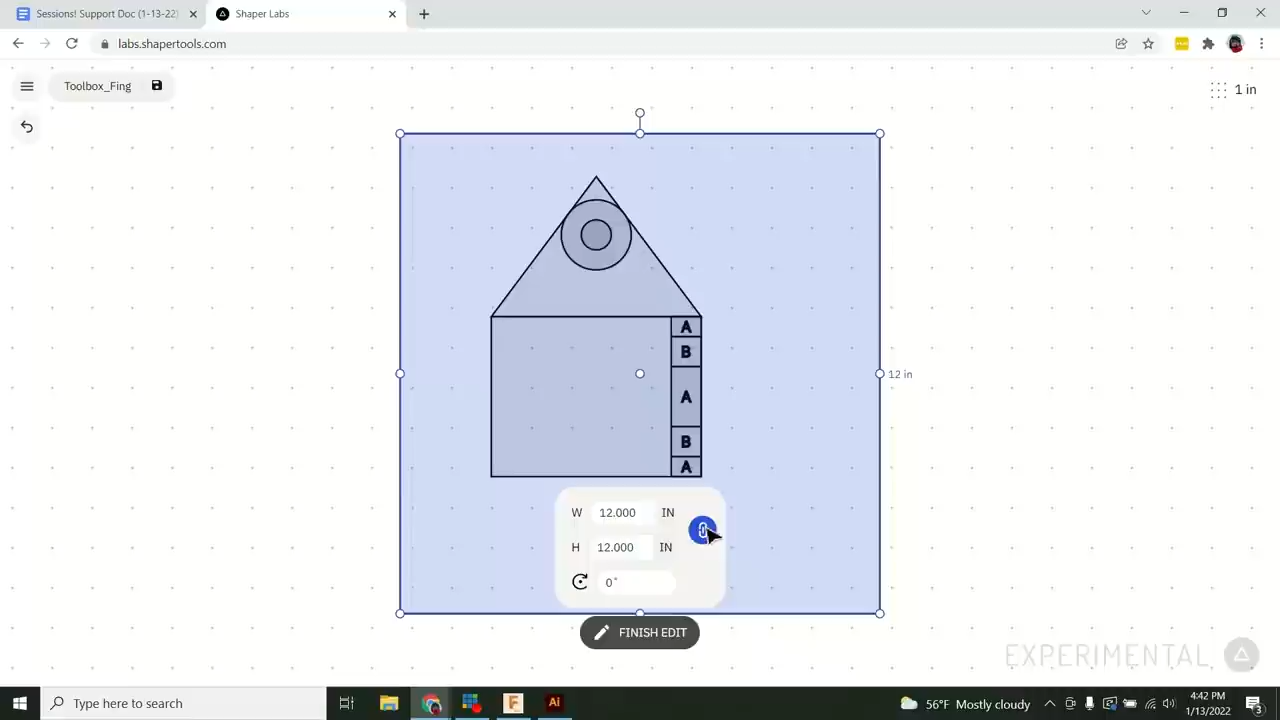 Sessions! Support Doc (1-13-22)
Shaper Labs
labs.shapertools.com
Toolbox_Fing
1 in
A
B
A
B
A
12 in
W 12.000 IN
H 12.000 IN
0°
FINISH EDIT
EXPERIMENTAL
Type here to search
Ai
56°F Mostly cloudy
4:42 PM
1/13/2022
3